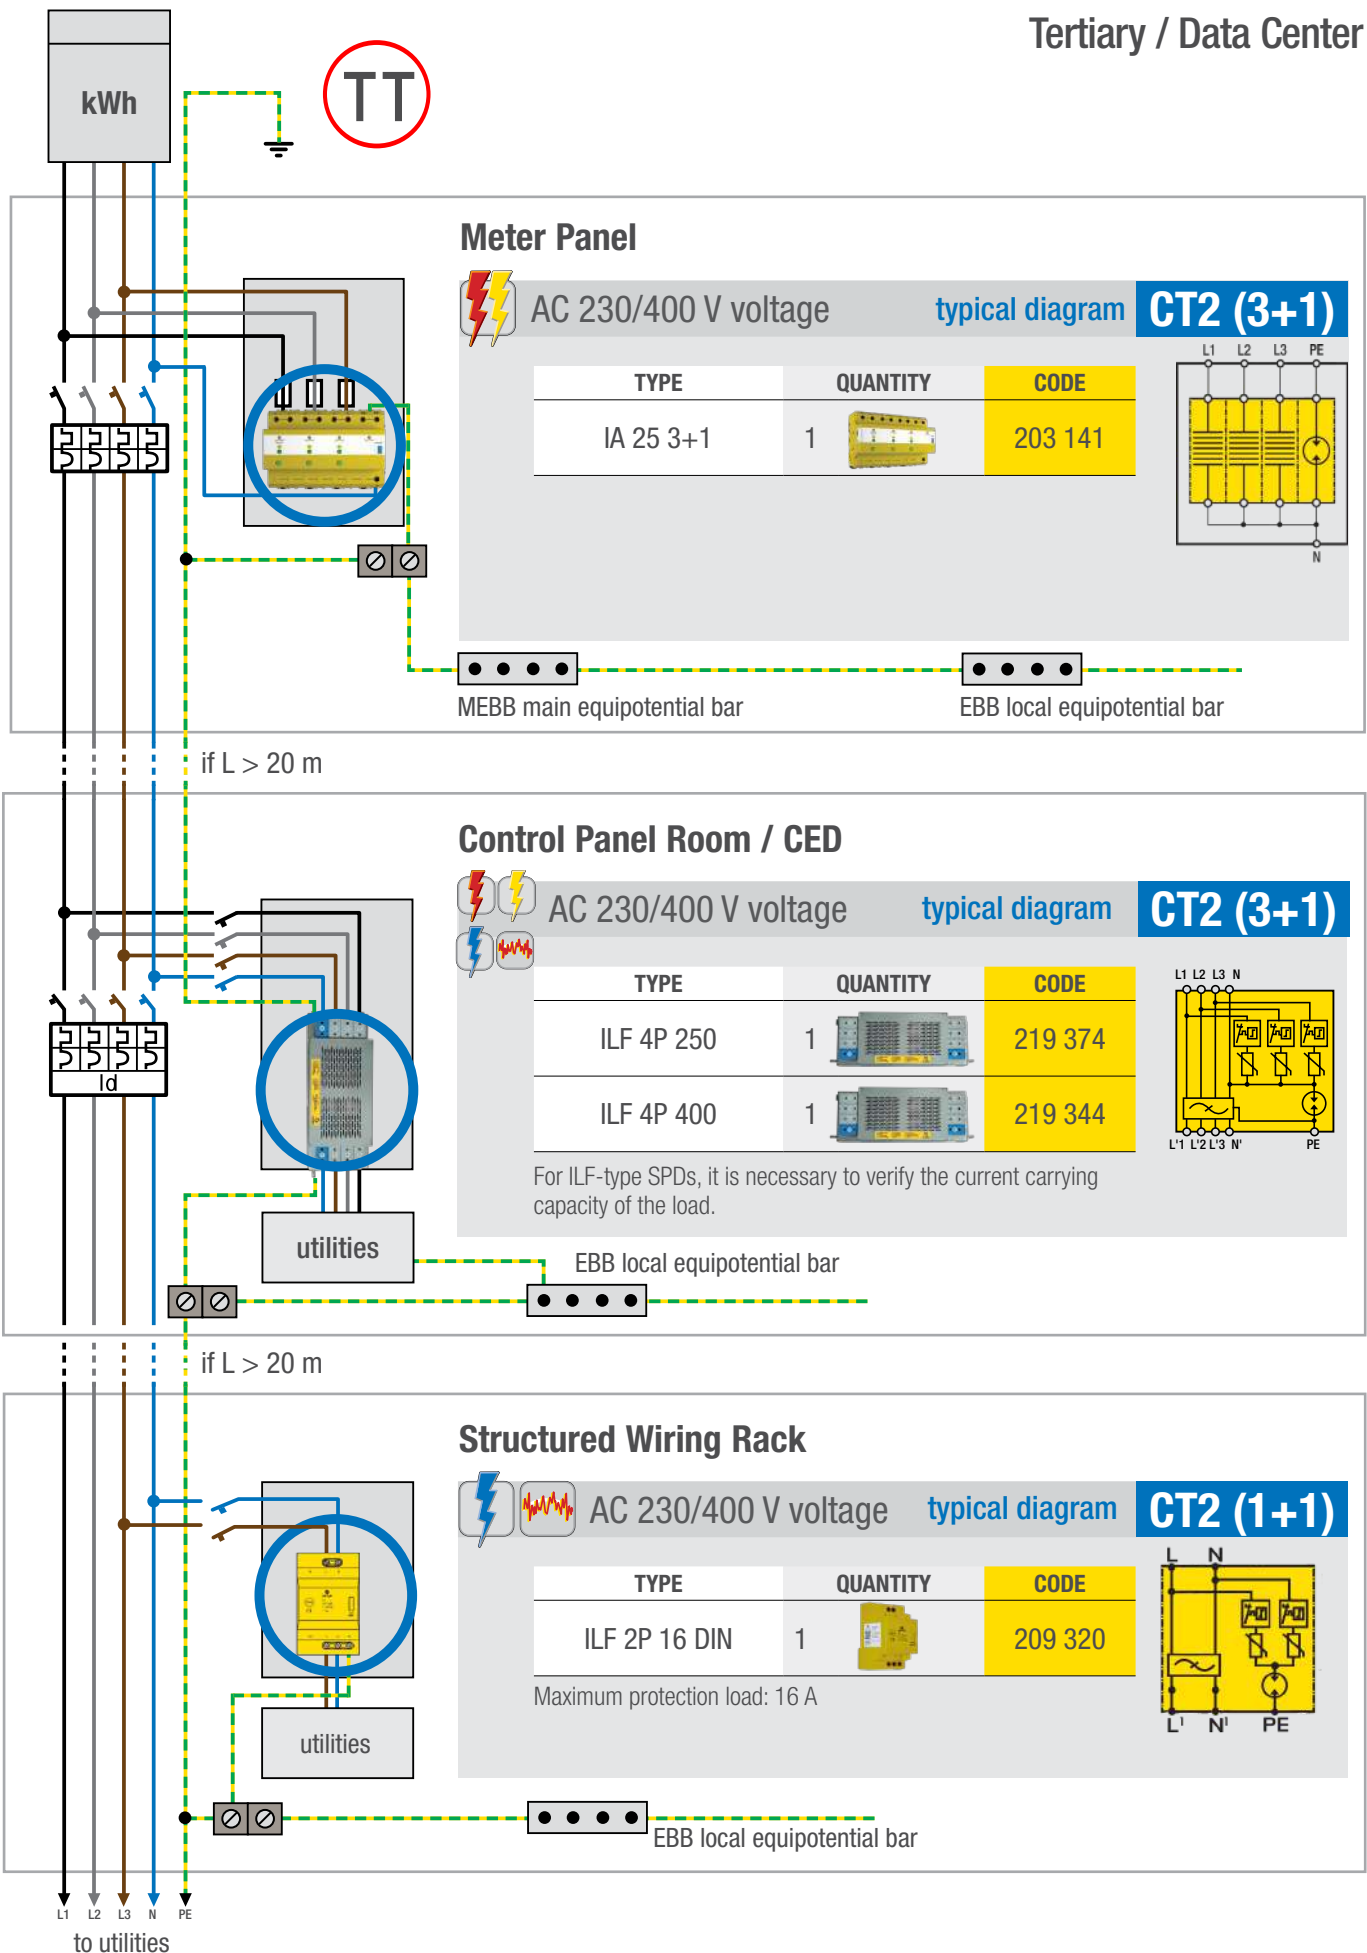 Tertiary / Data Center
kWh
TT
Meter Panel
AC 230/400 V voltage
typical diagram
CT2 (3+1)
L1 L2 L3 PE
TYPE QUANTITY CODE
IA 25 3+1 1 203 141
N
MEBB main equipotential bar
EBB local equipotential bar
if L > 20 m
Control Panel Room / CED
AC 230/400 V voltage
typical diagram
CT2 (3+1)
L1 L2 L3 N
TYPE QUANTITY CODE
ILF 4P 250 1 219 374
Id
ILF 4P 400 1 219 344
L'1 L'2 L'3 N' PE
For ILF-type SPDs, it is necessary to verify the current carrying
capacity of the load.
utilities
EBB local equipotential bar
if L > 20 m
Structured Wiring Rack
AC 230/400 V voltage
typical diagram
CT2 (1+1)
L N
TYPE QUANTITY CODE
ILF 2P 16 DIN 1 209 320
Maximum protection load: 16 A
L' N' PE
utilities
EBB local equipotential bar
L1 L2 L3 N PE
to utilities